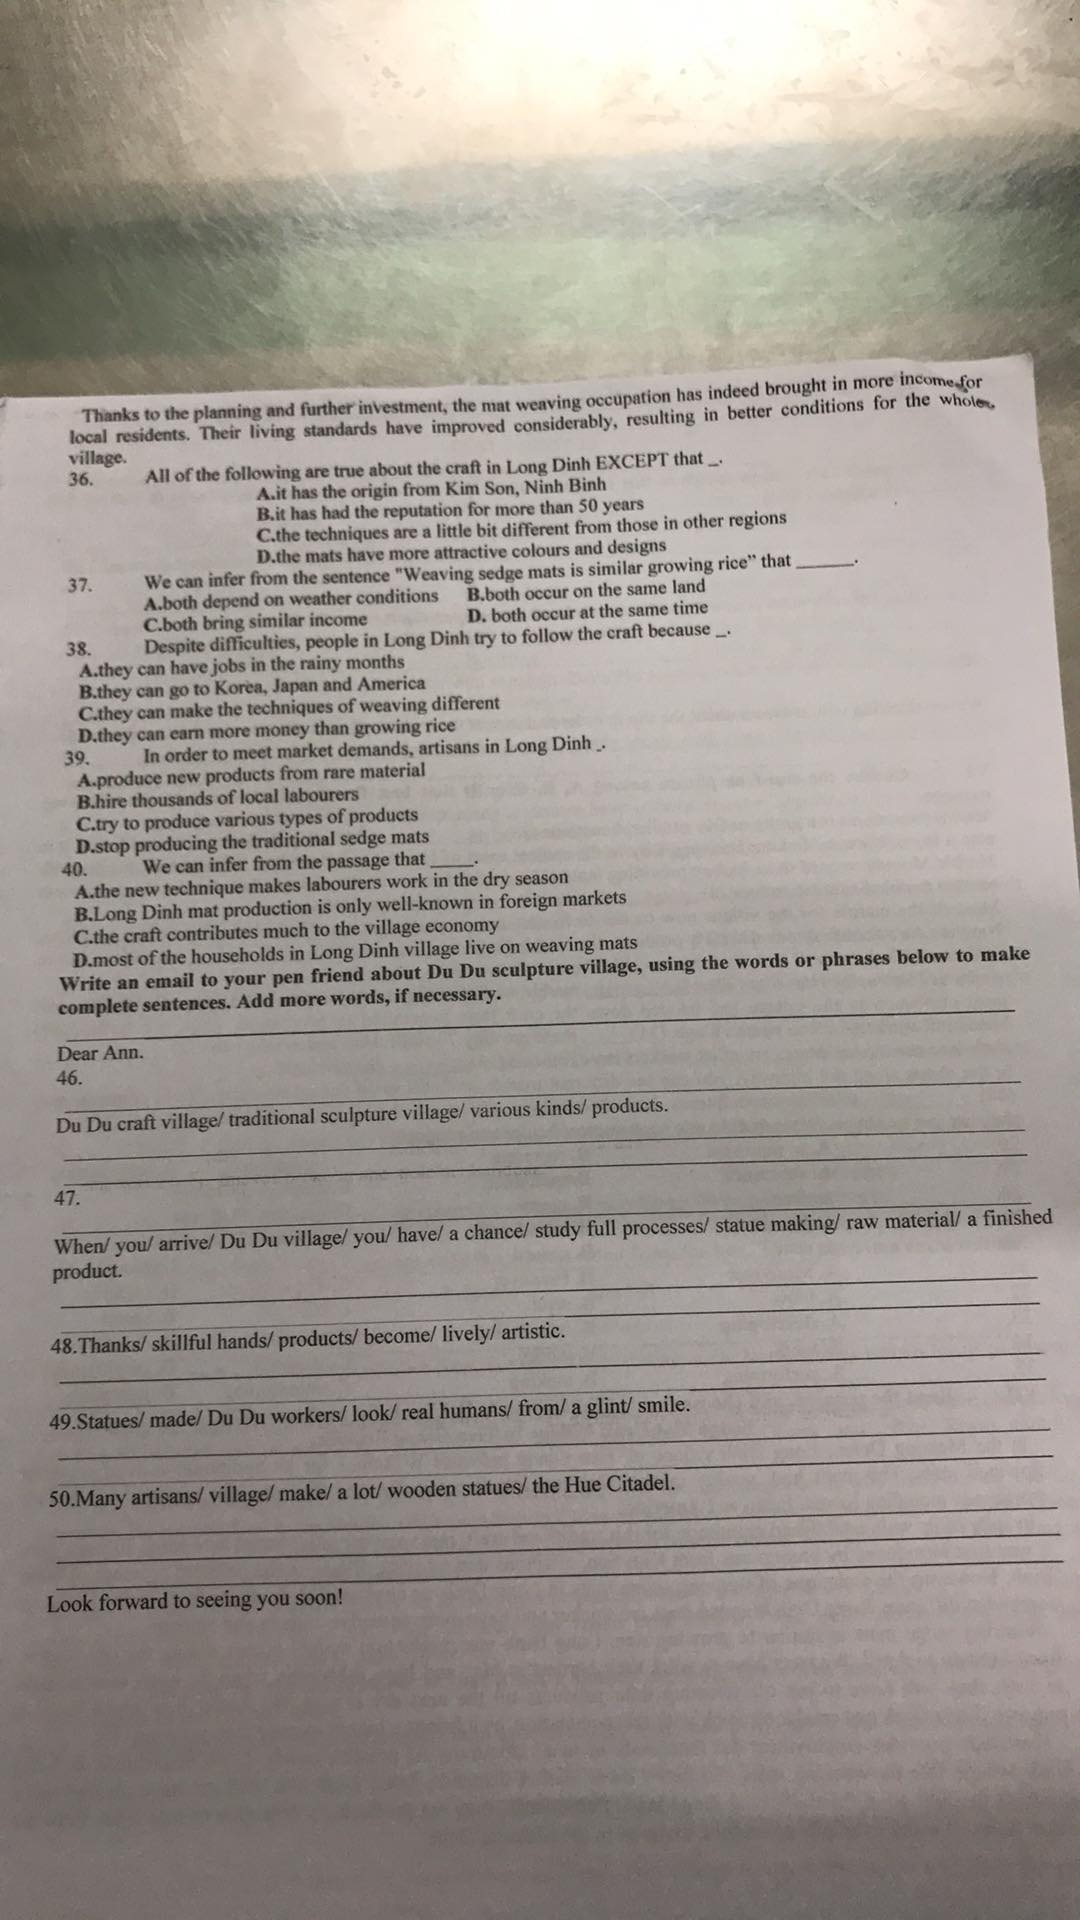 Thanks to the planning and further investment, the mat weaving occupation has indeed brought in more income for
local residents. Their living standards have improved considerably, resulting in better conditions for the whole
village.
36. All of the following are true about the craft in Long Dinh EXCEPT that _.
A.it has the origin from Kim Son, Ninh Binh
B.it has had the reputation for more than 50 years
C.the techniques are a little bit different from those in other regions
D.the mats have more attractive colours and designs
37. We can infer from the sentence "Weaving sedge mats is similar growing rice” that _______.
A.both depend on weather conditions B.both occur on the same land
C.both bring similar income D. both occur at the same time
38. Despite difficulties, people in Long Dinh try to follow the craft because _.
A.they can have jobs in the rainy months
B.they can go to Korea, Japan and America
C.they can make the techniques of weaving different
D.they can earn more money than growing rice
39. In order to meet market demands, artisans in Long Dinh _.
A.produce new products from rare material
B.hire thousands of local labourers
C.try to produce various types of products
D.stop producing the traditional sedge mats
40. We can infer from the passage that _____.
A.the new technique makes labourers work in the dry season
B.Long Dinh mat production is only well-known in foreign markets
C.the craft contributes much to the village economy
D.most of the households in Long Dinh village live on weaving mats
Write an email to your pen friend about Du Du sculpture village, using the words or phrases below to make
complete sentences. Add more words, if necessary.
Dear Ann.
46.
Du Du craft village/ traditional sculpture village/ various kinds/ products.
47.
When/ you/ arrive/ Du Du village/ you/ have/ a chance/ study full processes/ statue making/ raw material/ a finished
product.
48.Thanks/ skillful hands/ products/ become/ lively/ artistic.
49.Statues/ made/ Du Du workers/ look/ real humans/ from/ a glint/ smile.
50.Many artisans/ village/ make/ a lot/ wooden statues/ the Hue Citadel.
Look forward to seeing you soon!